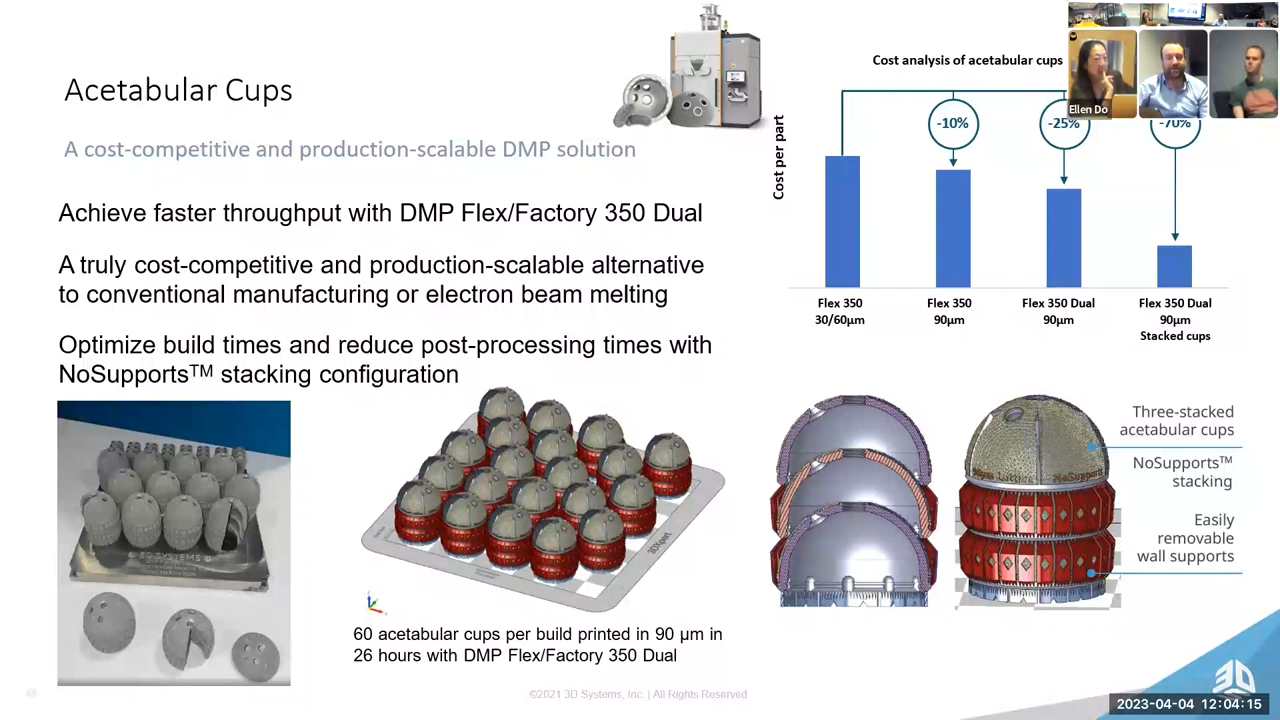 Acetabular Cups
A cost-competitive and production-scalable DMP solution
Achieve faster throughput with DMP Flex/Factory 350 Dual
A truly cost-competitive and production-scalable alternative
to conventional manufacturing or electron beam melting
Optimize build times and reduce post-processing times with
NoSupports™ stacking configuration
Cost analysis of acetabular cups
Ellen Do
Cost per part
-10%
-25%
-70%
Flex 350
30/60µm
Flex 350
90µm
Flex 350 Dual
90µm
Flex 350 Dual
90µm
Stacked cups
3D SYSTEMS
60 acetabular cups per build printed in 90 µm in
26 hours with DMP Flex/Factory 350 Dual
Three-stacked
acetabular cups
NoSupports™
stacking
Easily
removable
wall supports
48
©2021 3D Systems, Inc. | All Rights Reserved
3D
2023-04-04 12:04:15